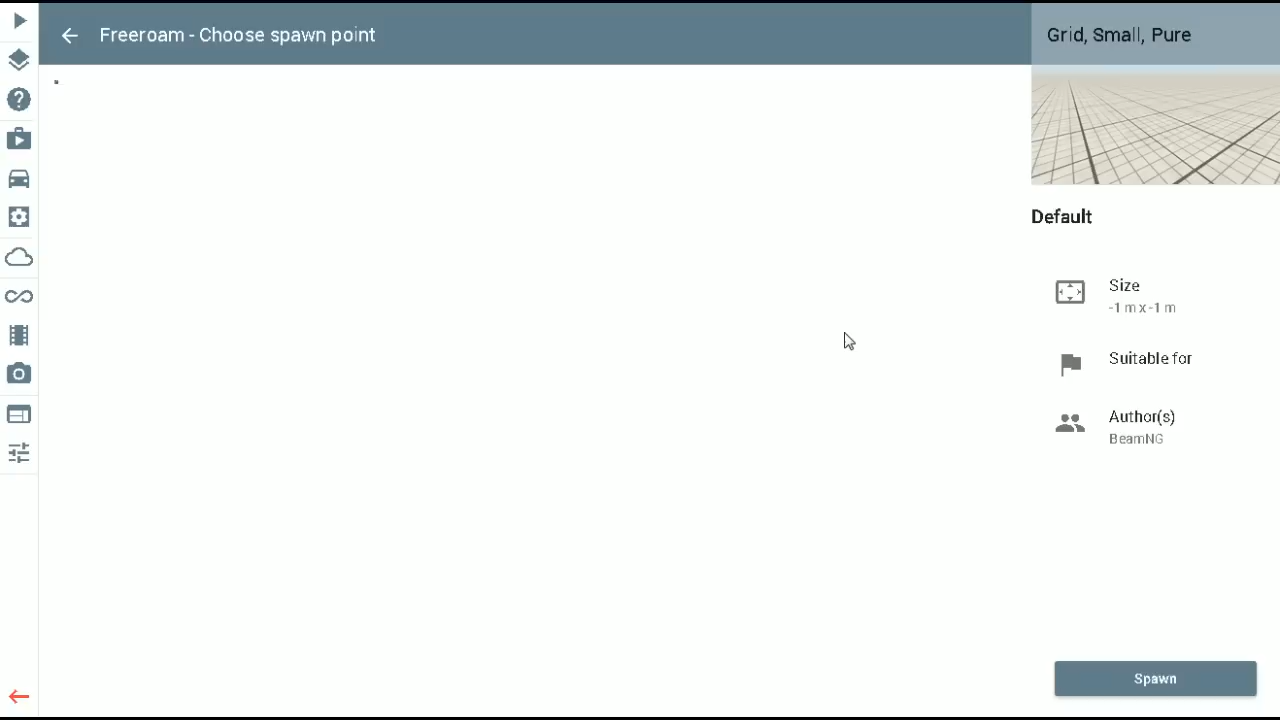 Freeroam - Choose spawn point
Grid, Small, Pure
Default
Size
-1 m x -1 m
Suitable for
Author(s)
BeamNG
Spawn